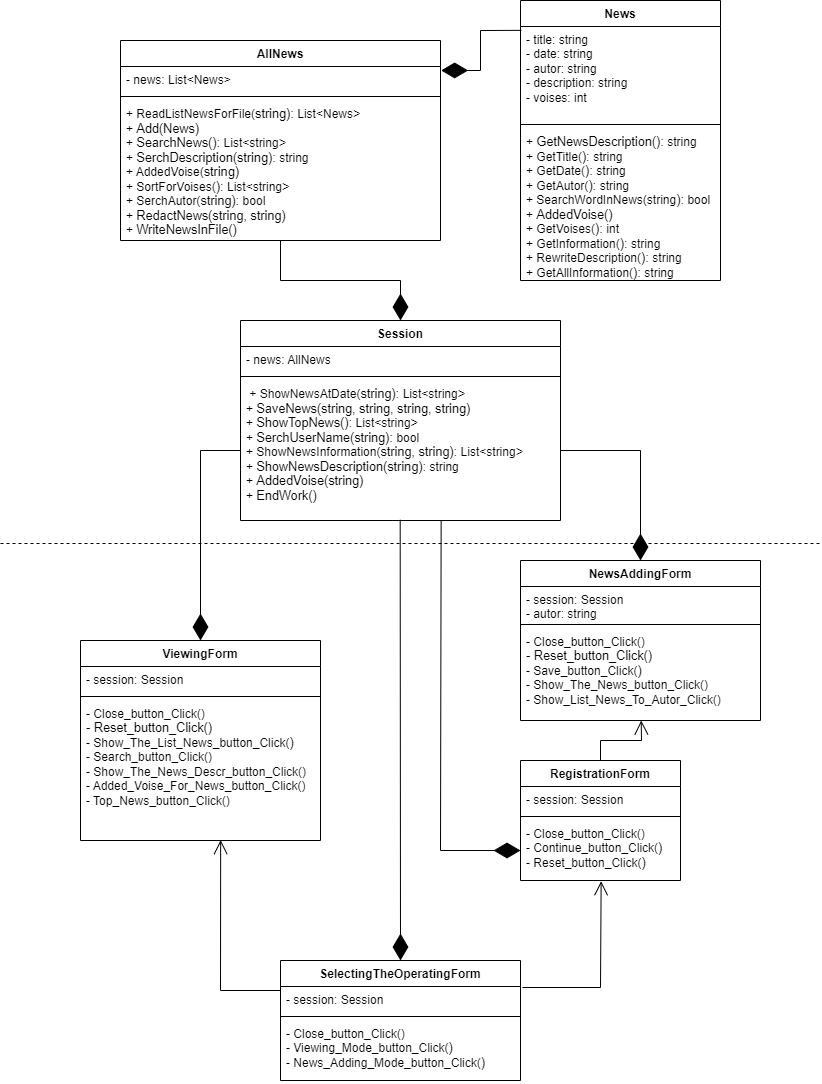 News
- title: string
- date: string
- autor: string
- description: string
- voises: int
+ GetNewsDescription(): string
+ GetTitle(): string
+ GetDate(): string
+ GetAutor(): string
+ SearchWordInNews(string): bool
+ AddedVoise()
+ GetVoises(): int
+ GetInformation(): string
+ RewriteDescription(): string
+ GetAllInformation(): string
AllNews
- news: List<News>
+ ReadListNewsForFile(string): List<News>
+ Add(News)
+ SearchNews(): List<string>
+ SerchDescription(string): string
+ AddedVoise(string)
+ SortForVoises(): List<string>
+ SerchAutor(string): bool
+ RedactNews(string, string)
+ WriteNewsInFile()
Session
- news: AllNews
+ ShowNewsAtDate(string): List<string>
+ SaveNews(string, string, string, string)
+ ShowTopNews(): List<string>
+ SerchUserName(string): bool
+ ShowNewsInformation(string, string): List<string>
+ ShowNewsDescription(string): string
+ AddedVoise(string)
+ EndWork()
NewsAddingForm
- session: Session
- autor: string
- Close_button_Click()
- Reset_button_Click()
- Save_button_Click()
- Show_The_News_button_Click()
- Show_List_News_To_Autor_Click()
ViewingForm
- session: Session
- Close_button_Click()
- Reset_button_Click()
- Show_The_List_News_button_Click()
- Search_button_Click()
- Show_The_News_Descr_button_Click()
- Added_Voise_For_News_button_Click()
- Top_News_button_Click()
RegistrationForm
- session: Session
- Close_button_Click()
- Continue_button_Click()
- Reset_button_Click()
SelectingTheOperatingForm
- session: Session
- Close_button_Click()
- Viewing_Mode_button_Click()
- News_Adding_Mode_button_Click()